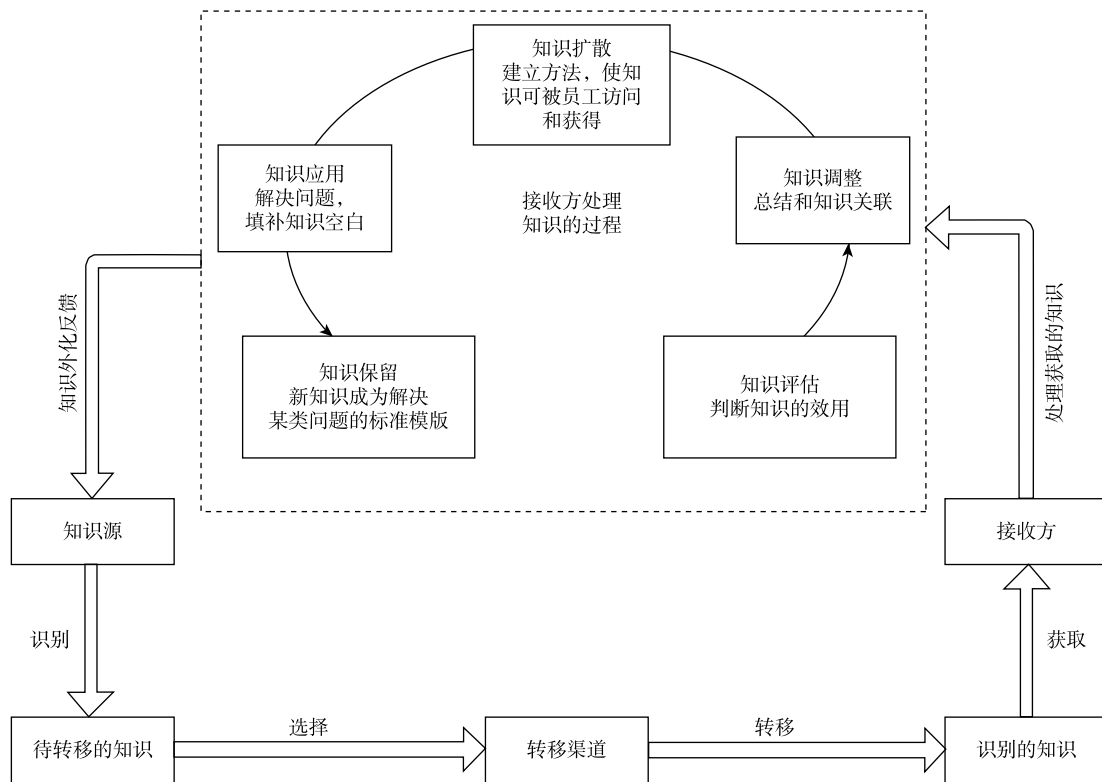 知识扩散
建立方法，使知
识可被员工访问
和获得
知识应用
解决问题，
填补知识空白
接收方处理
知识的过程
知识调整
总结和知识关联
知识外化反馈
知识保留
新知识成为解决
某类问题的标准模版
知识评估
判断知识的效用
处理获取的知识
知识源
接收方
识别
获取
待转移的知识
选择
转移渠道
转移
识别的知识